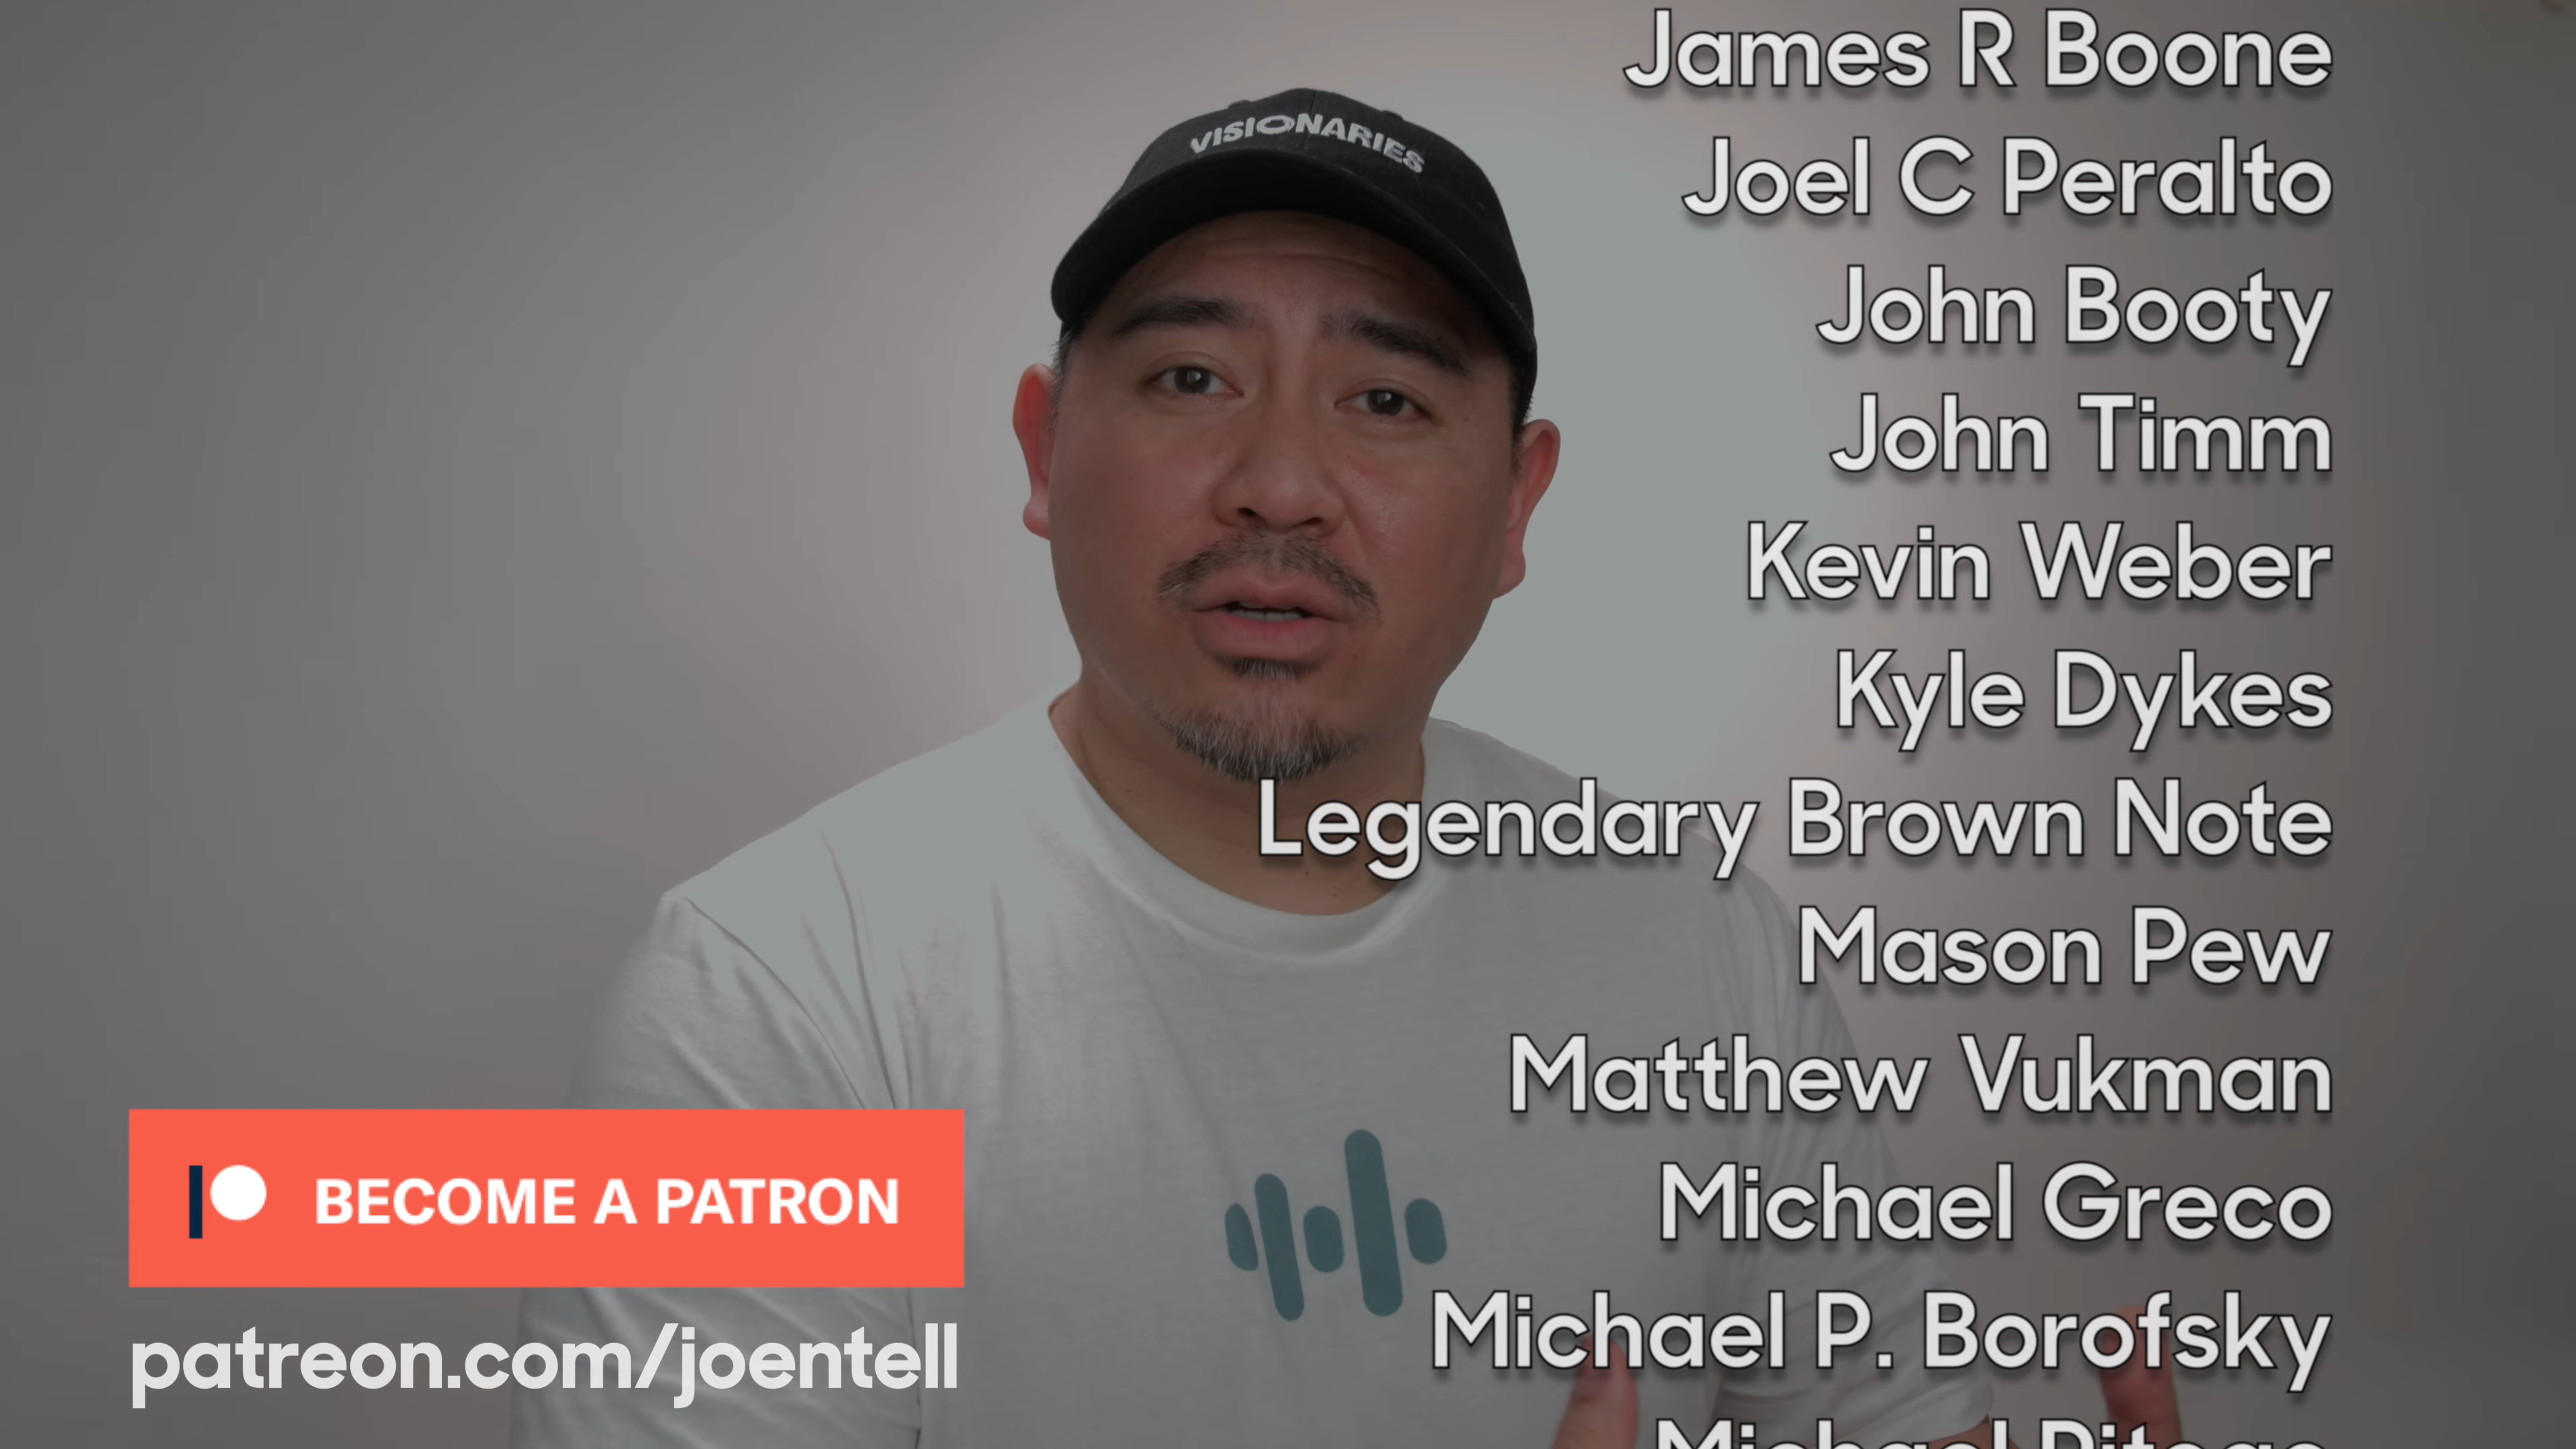 VISIONARIES
James R Boone
Joel C Peralto
John Booty
John Timm
Kevin Weber
Kyle Dykes
Legendary Brown Note
Mason Pew
Matthew Vukman
Michael Greco
Michael P. Borofsky
Michael
BECOME A PATRON
patreon.com/joentell